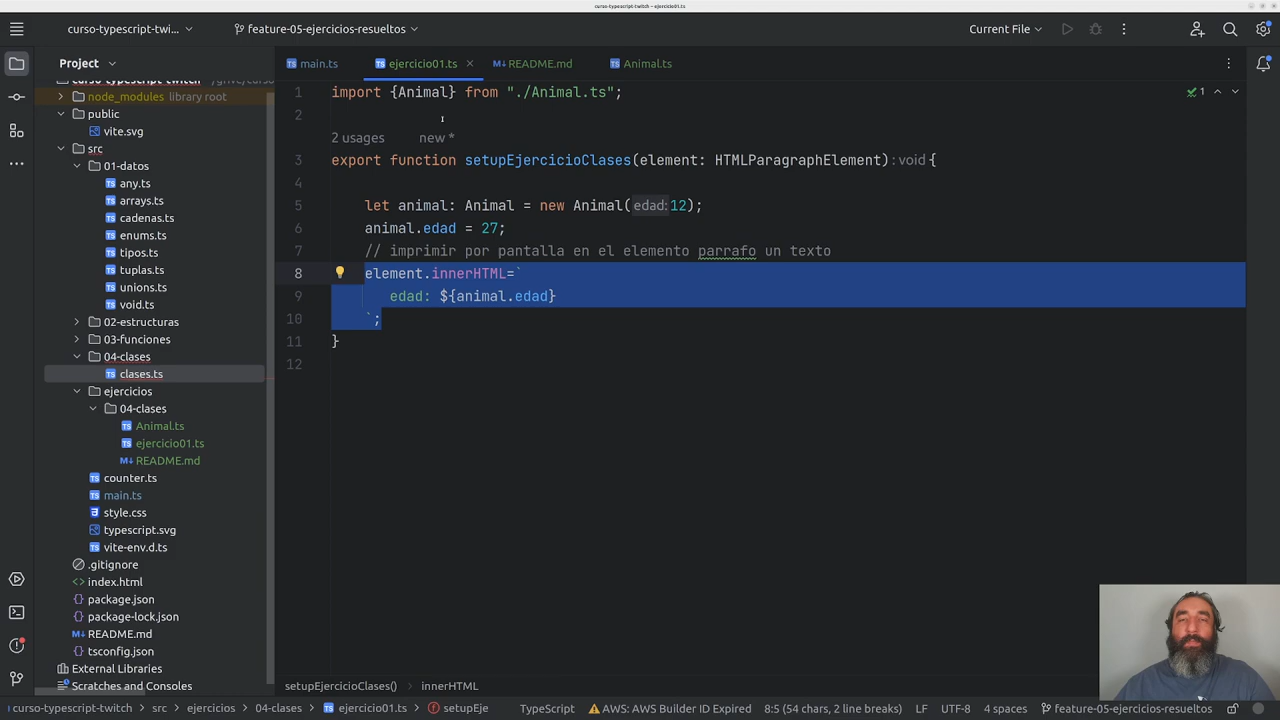 curso-typescript-twitch – ejercicio01.ts
curso-typescript-twi...
feature-05-ejercicios-resueltos
Current File
Project
main.ts
ejercicio01.ts
README.md
Animal.ts
curso-typescript-twitch
node_modules library root
public
vite.svg
src
01-datos
any.ts
arrays.ts
cadenas.ts
enums.ts
tipos.ts
tuplas.ts
unions.ts
void.ts
02-estructuras
03-funciones
04-clases
clases.ts
ejercicios
04-clases
Animal.ts
ejercicio01.ts
README.md
counter.ts
main.ts
style.css
typescript.svg
vite-env.d.ts
.gitignore
index.html
package.json
package-lock.json
README.md
tsconfig.json
External Libraries
Scratches and Consoles
1 import {Animal} from "./Animal.ts";
1
2
2 usages new *
3 export function setupEjercicioClases(element: HTMLParagraphElement) : void {
4
5 let animal: Animal = new Animal( edad: 12);
6 animal.edad = 27;
7 // imprimir por pantalla en el elemento parrafo un texto
8 element.innerHTML=`
9 edad: ${animal.edad}
10 `;
11 }
12
setupEjercicioClases() innerHTML
curso-typescript-twitch > src > ejercicios > 04-clases > ejercicio01.ts > setupEje
TypeScript
AWS: AWS Builder ID Expired
8:5 (54 chars, 2 line breaks)
LF
UTF-8
4 spaces
feature-05-ejercicios-resueltos